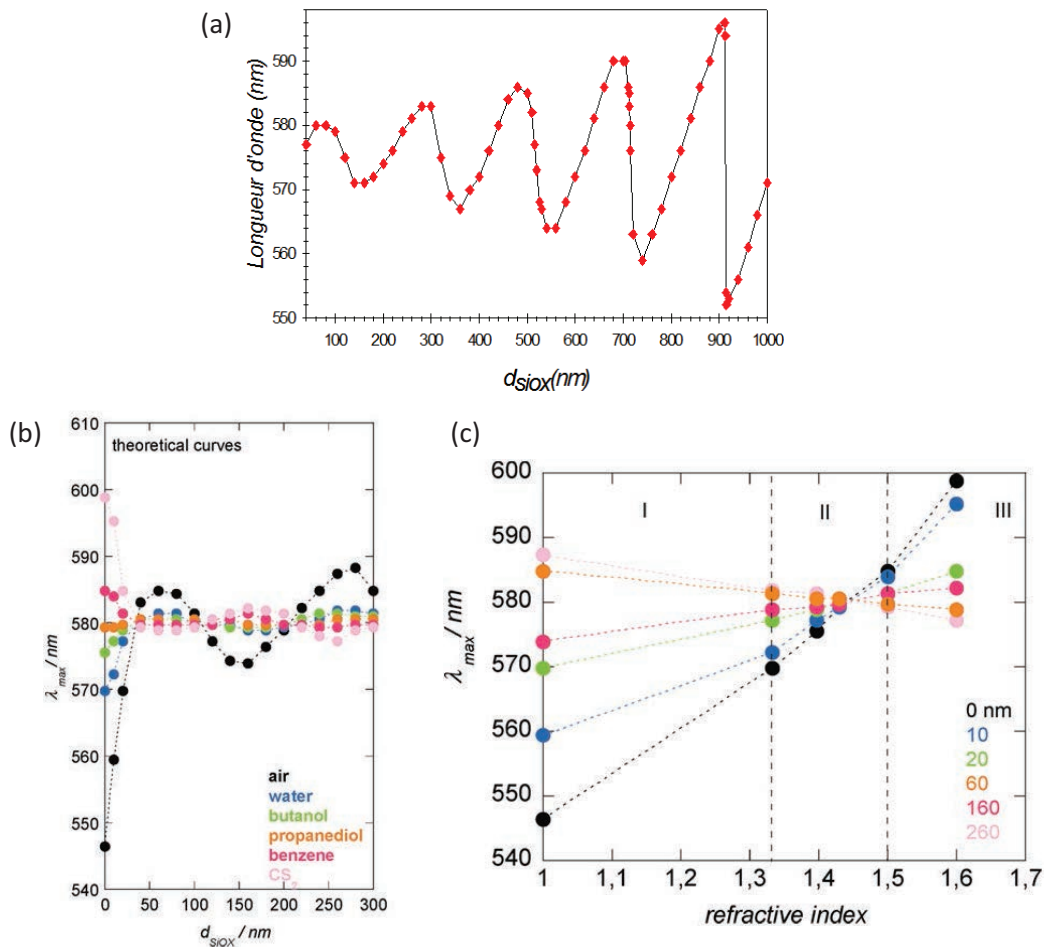 (a)
Longueur d'onde (nm)
590
580
570
560
550
100 200 300 400 500 600 700 800 900 1000
dsiox(nm)
(b)
610
600
590
580
570
560
550
540
λ max / nm
theoretical curves
air
water
butanol
propanediol
benzene
CS2
0 50 100 150 200 250 300
d SiOX / nm
(c)
600
590
580
570
560
550
540
λ max / nm
I II III
0 nm
10
20
60
160
260
1 1,1 1,2 1,3 1,4 1,5 1,6 1,7
refractive index